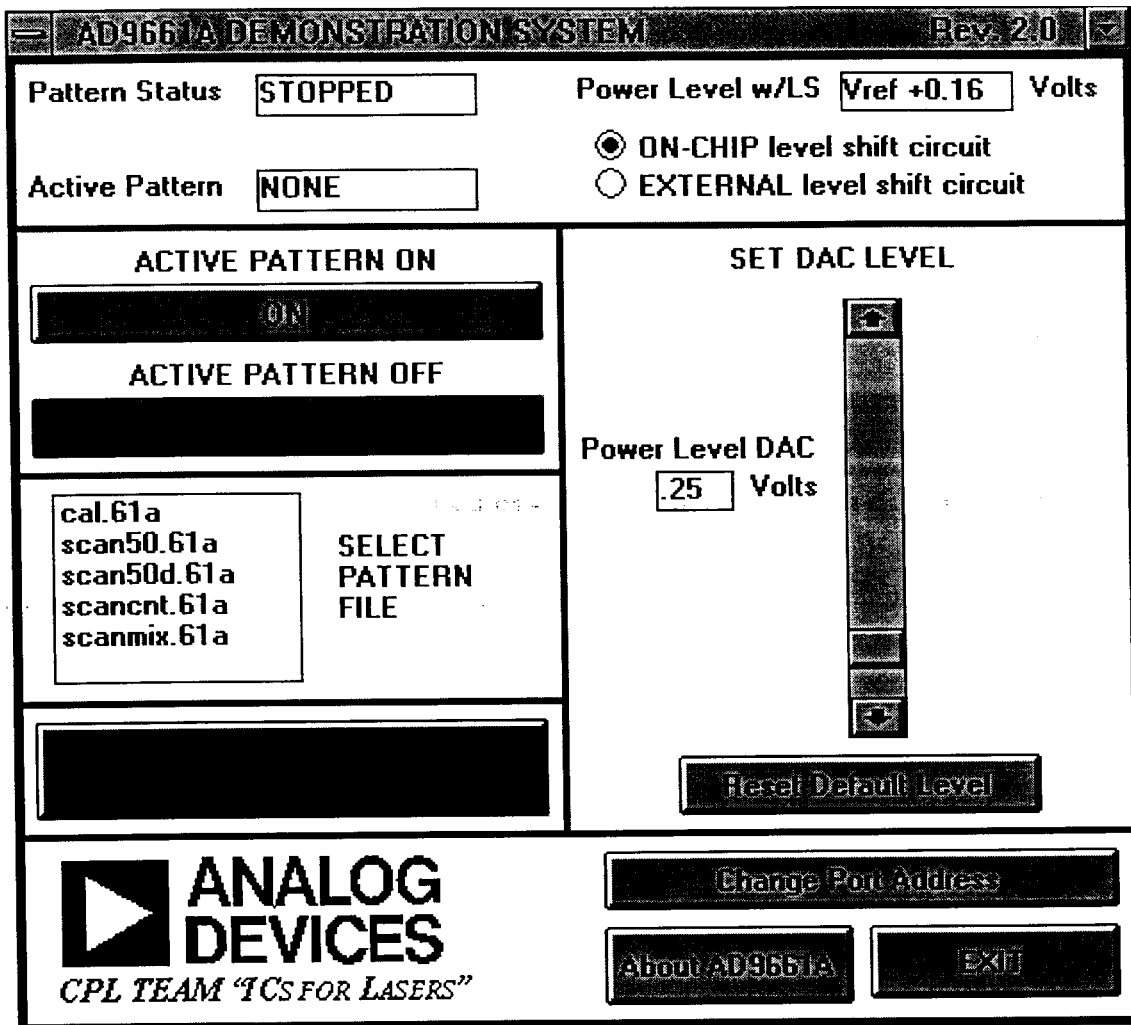 AD9661A DEMONSTRATION SYSTEM Rev. 2.0
Pattern Status STOPPED
Active Pattern NONE
Power Level w/LS Vref +0.16 Volts
ON-CHIP level shift circuit
EXTERNAL level shift circuit
ACTIVE PATTERN ON
ON
ACTIVE PATTERN OFF
cal.61a
scan50.61a
scan50d.61a
scancnt.61a
scanmix.61a
SELECT
PATTERN
FILE
SET DAC LEVEL
Power Level DAC
.25 Volts
Reset Default Level
ANALOG
DEVICES
CPL TEAM "ICS FOR LASERS"
Change Port Address
About AD9661A
EXIT